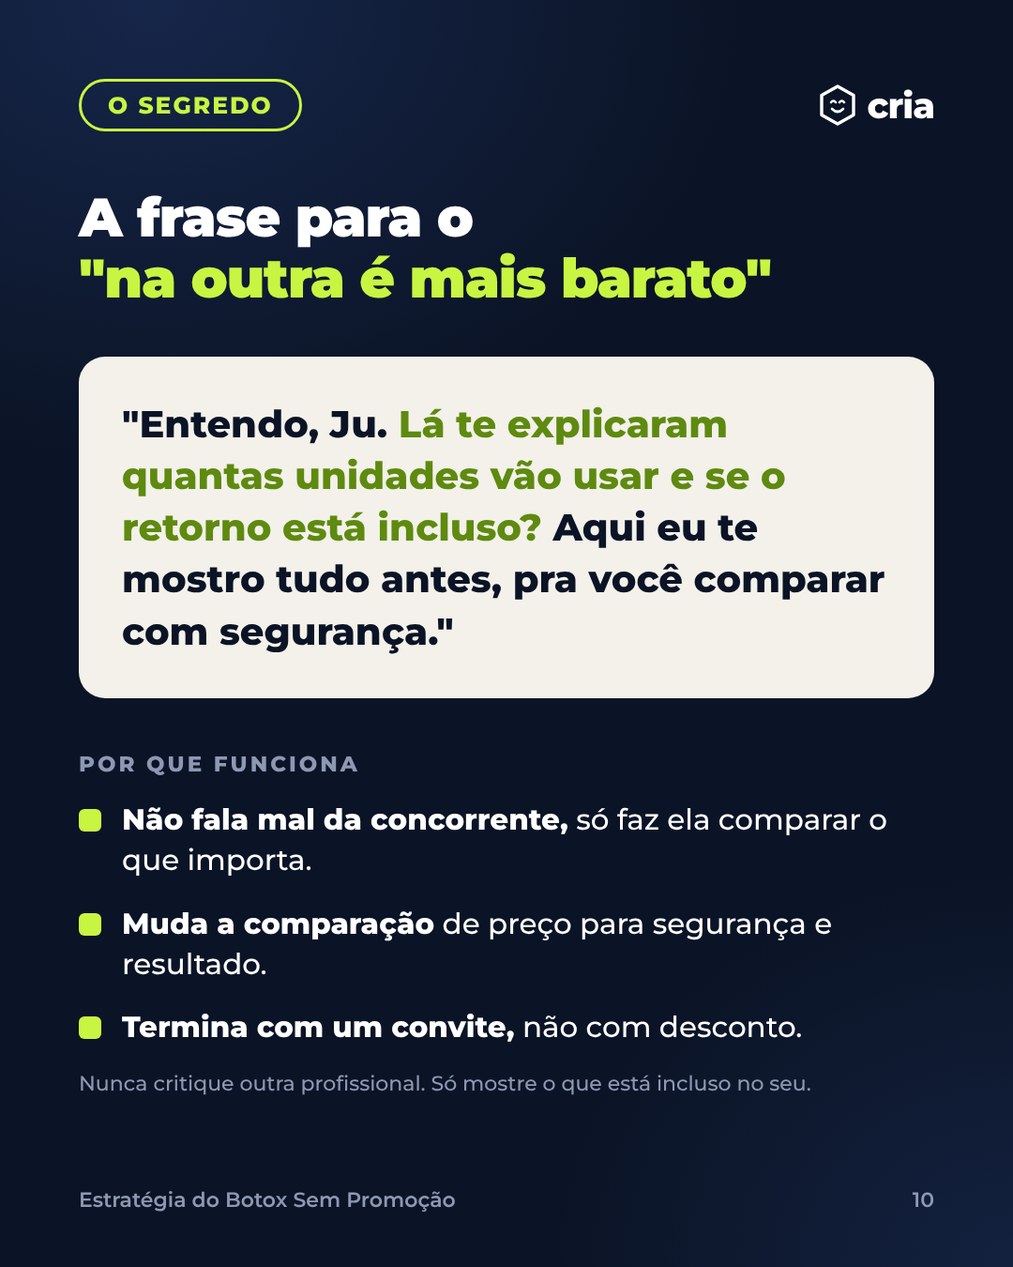 O SEGREDO
cria
A frase para o
"na outra é mais barato"
"Entendo, Ju. Lá te explicaram
quantas unidades vão usar e se o
retorno está incluso? Aqui eu te
mostro tudo antes, pra você comparar
com segurança."
POR QUE FUNCIONA
Não fala mal da concorrente, só faz ela comparar o
que importa.
Muda a comparação de preço para segurança e
resultado.
Termina com um convite, não com desconto.
Nunca critique outra profissional. Só mostre o que está incluso no seu.
Estratégia do Botox Sem Promoção
10